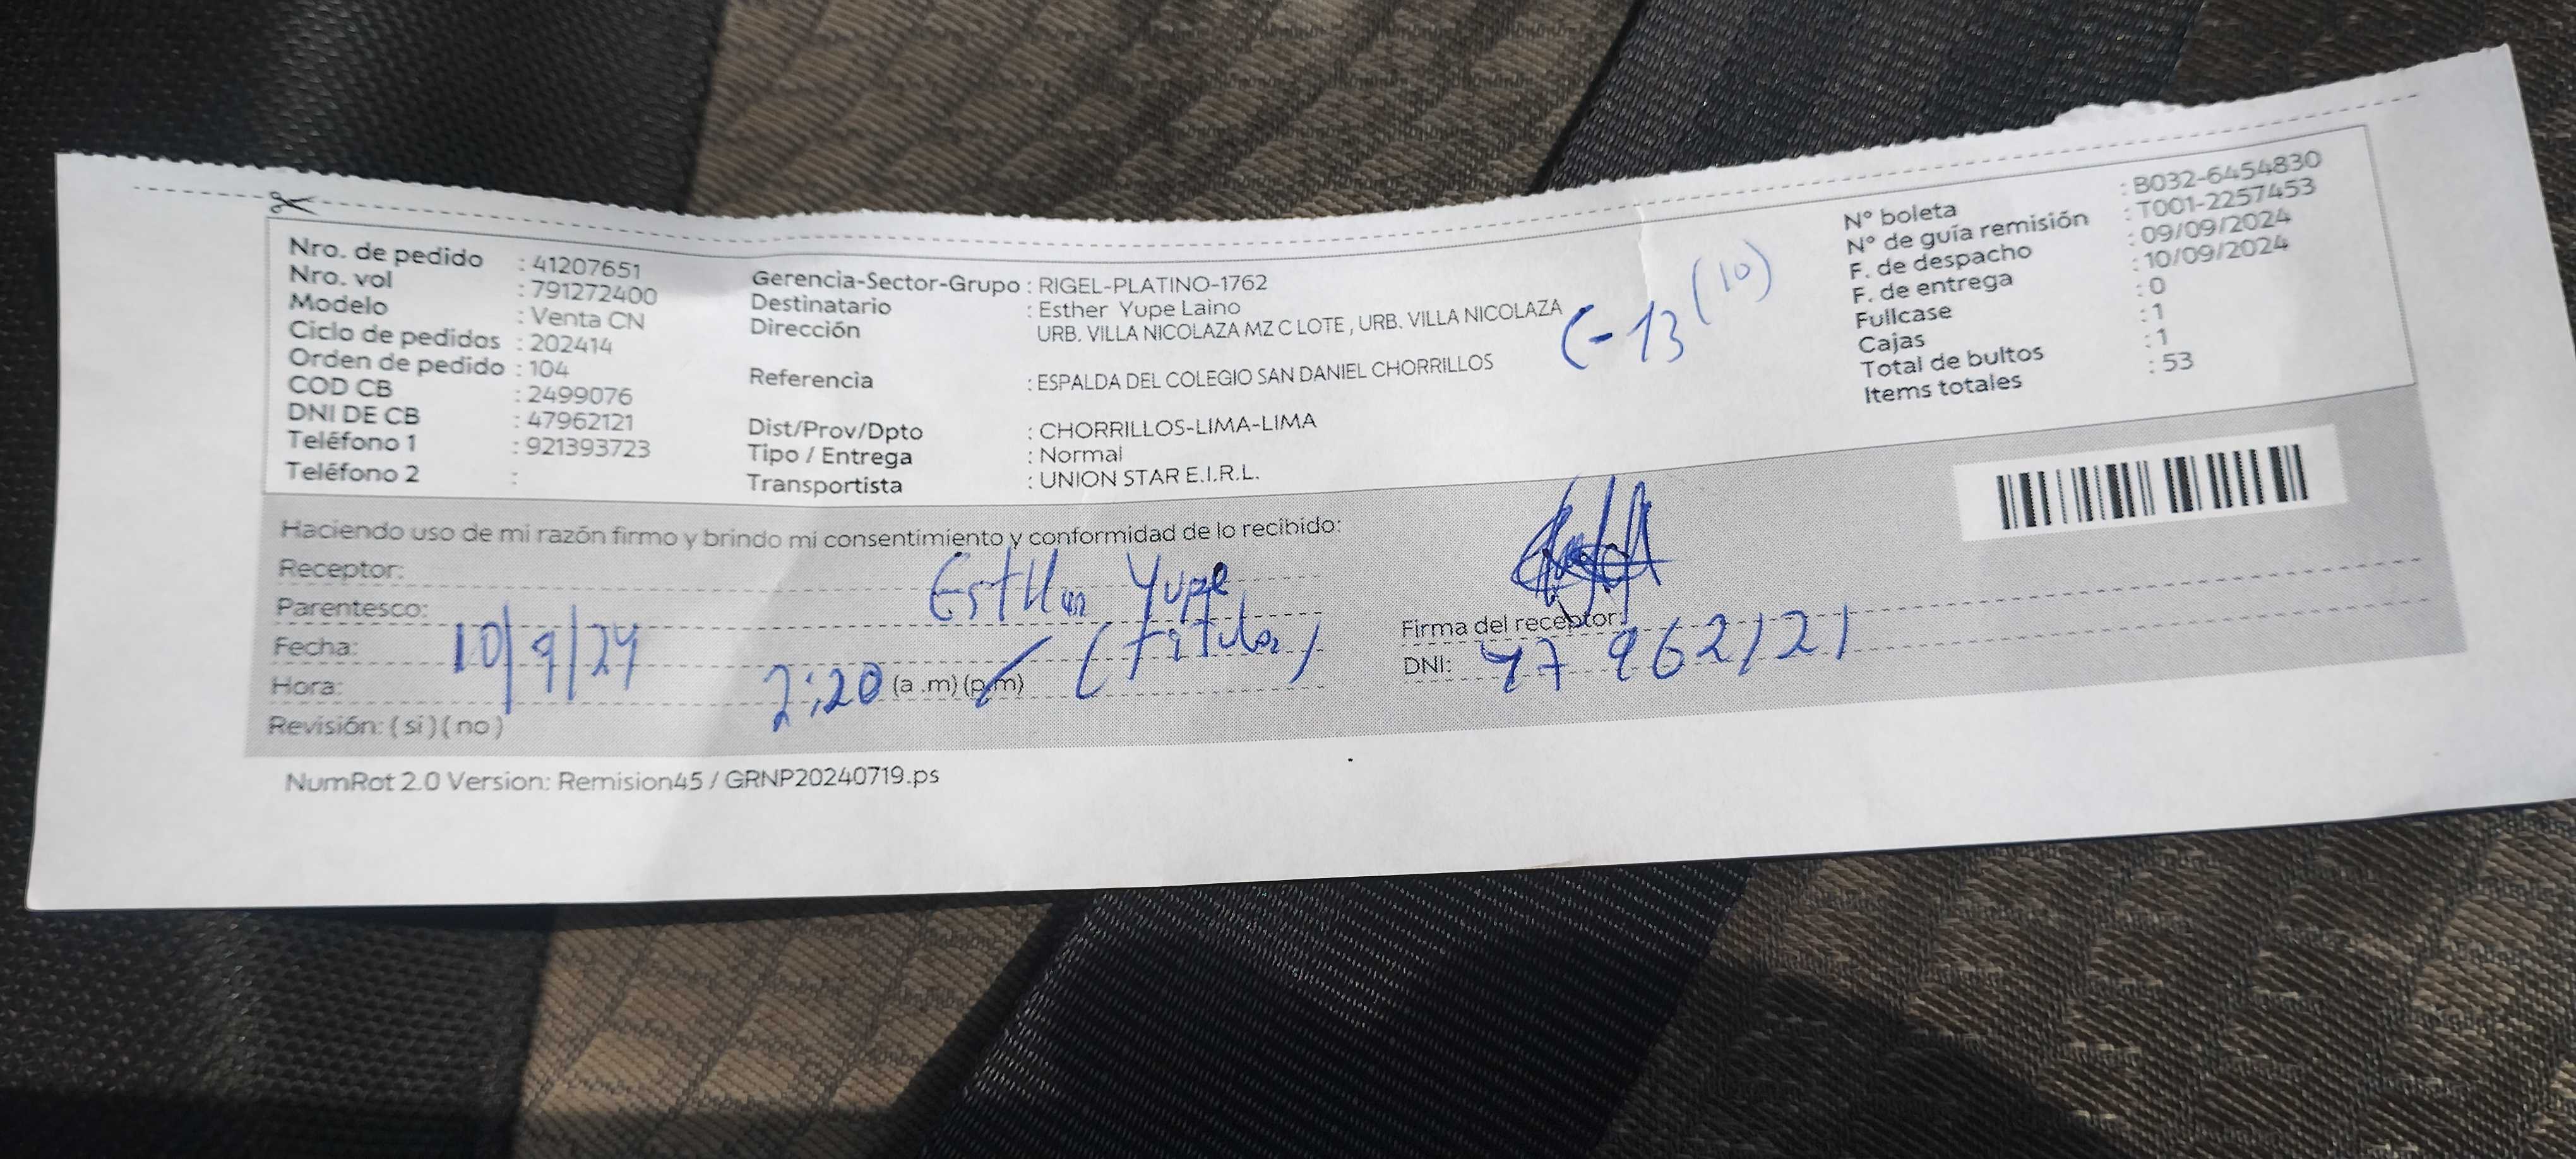 Nro. de pedido : 41207651
Nro. vol : 791272400
Modelo : Venta CN
Ciclo de pedidos : 202414
Orden de pedido : 104
COD CB : 2499076
DNI DE CB : 47962121
Teléfono 1 : 921393723
Teléfono 2 :
Gerencia-Sector-Grupo : RIGEL-PLATINO-1762
Destinatario : Esther Yupe Laino
Dirección URB. VILLA NICOLAZA MZ C LOTE , URB. VILLA NICOLAZA
Referencia : ESPALDA DEL COLEGIO SAN DANIEL CHORRILLOS
Dist/Prov/Dpto : CHORRILLOS-LIMA-LIMA
Tipo / Entrega : Normal
Transportista : UNION STAR E.I.R.L.
C-13 (10)
N° boleta : B032-6454830
N° de guía remisión : T001-2257453
F. de despacho : 09/09/2024
F. de entrega : 10/09/2024
Fullcase : 0
Cajas : 1
Total de bultos : 1
Items totales : 53
Haciendo uso de mi razón firmo y brindo mi consentimiento y conformidad de lo recibido:
Receptor: Esther Yupe
Parentesco: (titular)
Fecha: 10/9/24
Hora: 2:20 (a .m) (p.m)
Revisión: ( si ) ( no )
Firma del receptor:
DNI: 47962121
NumRot 2.0 Version: Remision45 / GRNP20240719.ps